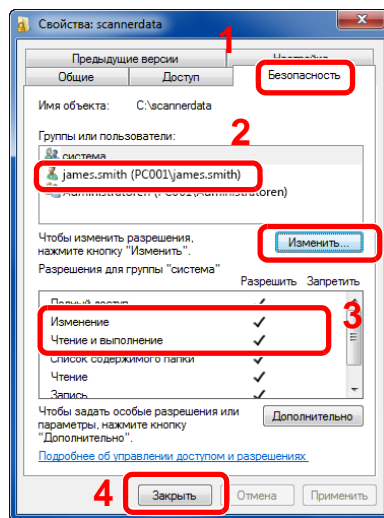 Свойства: scannerdata
1
Предыдущие версии Настройка
Общие Доступ Безопасность
Имя объекта: C:\scannerdata
2
Группы или пользователи:
система
james.smith (PC001\james.smith)
Administratoren (PC001\Administratoren)
Чтобы изменить разрешения,
нажмите кнопку "Изменить".
Изменить...
Разрешения для группы "система"
Разрешить Запретить
Полный доступ
3
Изменение
Чтение и выполнение
Список содержимого папки
Чтение
Запись
Чтобы задать особые разрешения или
параметры, нажмите кнопку
"Дополнительно".
Дополнительно
Подробнее об управлении доступом и разрешениях
4
Закрыть Отмена Применить